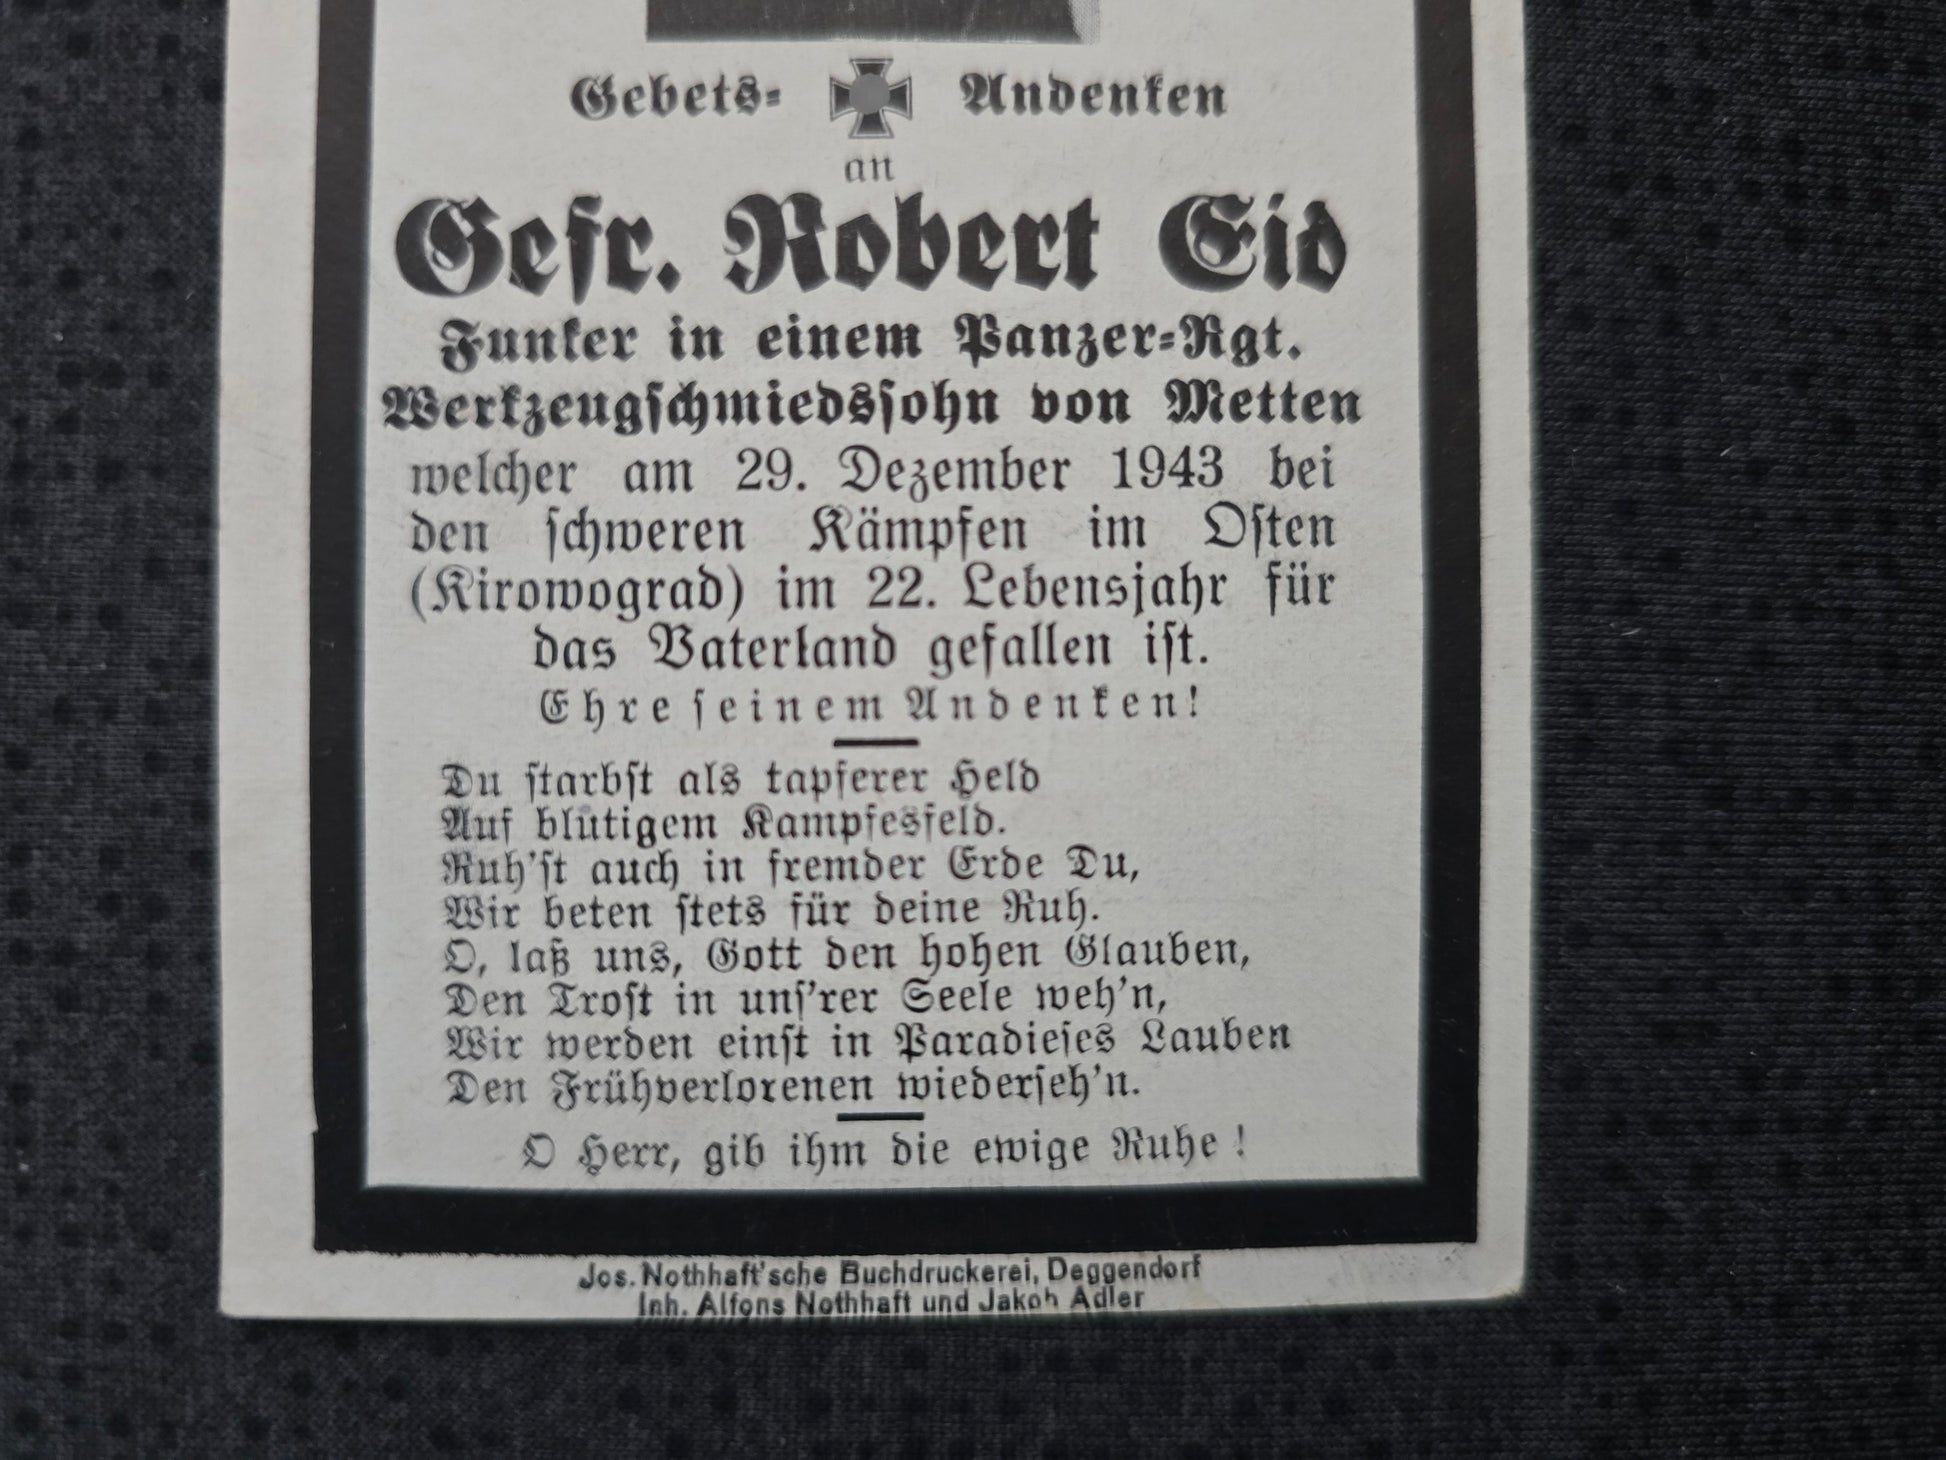 Gebets- Andenken
an
Gefr. Robert Eid
Funker in einem Panzer-Rgt.
Werkzeugschmiedssohn von Metten
welcher am 29. Dezember 1943 bei
den schweren Kämpfen im Osten
(Kirowograd) im 22. Lebensjahr für
das Vaterland gefallen ist.
Ehre seinem Andenken!
Du starbst als tapferer Held
Auf blutigem Kampfesfeld.
Ruh'st auch in fremder Erde Du,
Wir beten stets für deine Ruh.
O, laß uns, Gott den hohen Glauben,
Den Trost in uns'rer Seele weh'n,
Wir werden einst in Paradieses Lauben
Den Frühverlorenen wiederseh'n.
O Herr, gib ihm die ewige Ruhe!
Jos. Nothhaft'sche Buchdruckerei, Deggendorf
Inh. Alfons Nothhaft und Jakob Adler